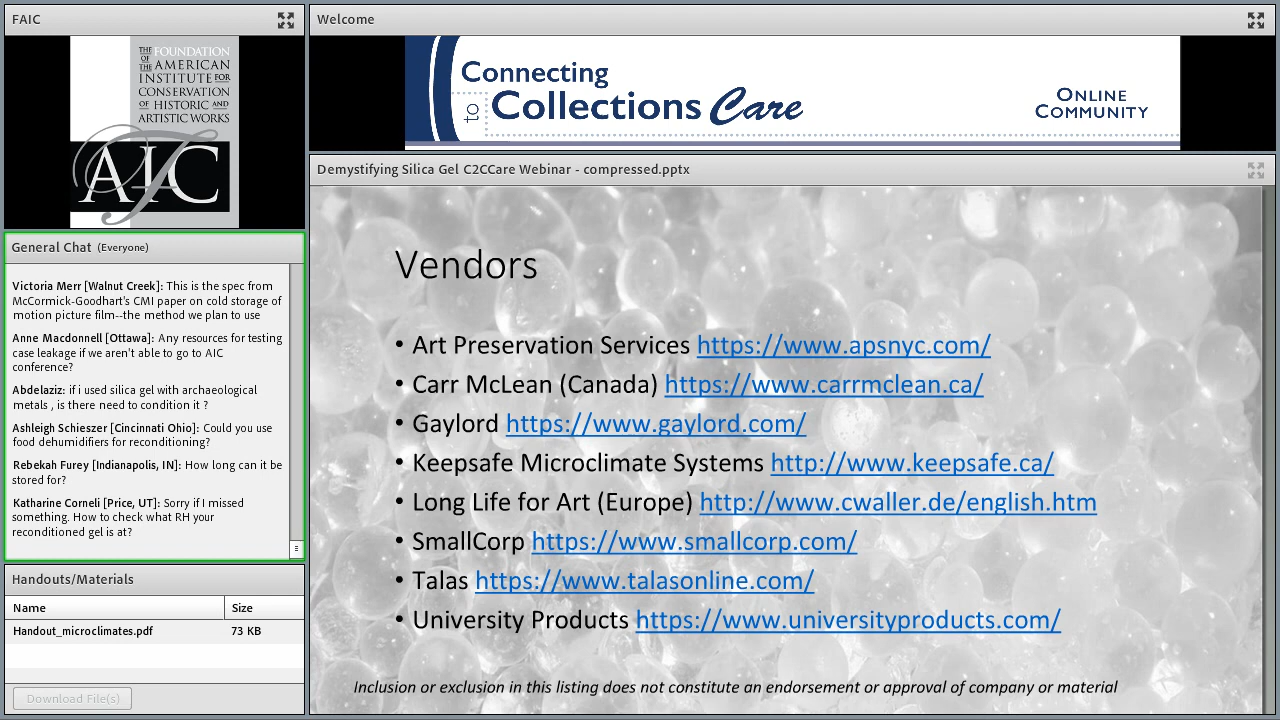 FAIC
THE FOUNDATION
OF THE AMERICAN
INSTITUTE FOR
CONSERVATION
OF HISTORIC AND
ARTISTIC WORKS
FAIC
General Chat (Everyone)
Victoria Merr [Walnut Creek]: This is the spec from
McCormick-Goodhart's CMI paper on cold storage of
motion picture film--the method we plan to use
Anne Macdonnell [Ottawa]: Any resources for testing
case leakage if we aren't able to go to AIC
conference?
Abdelaziz: if i used silica gel with archaeological
metals , is there need to condition it ?
Ashleigh Schieszer [Cincinnati Ohio]: Could you use
food dehumidifiers for reconditioning?
Rebekah Furey [Indianapolis, IN]: How long can it be
stored for?
Katharine Corneli [Price, UT]: Sorry if I missed
something. How to check what RH your
reconditioned gel is at?
Handouts/Materials
Name Size
Handout_microclimates.pdf 73 KB
Download File(s)
Welcome
Connecting
to Collections Care
ONLINE
COMMUNITY
Demystifying Silica Gel C2CCare Webinar - compressed.pptx
Vendors
• Art Preservation Services https://www.apsnyc.com/
• Carr McLean (Canada) https://www.carrmclean.ca/
• Gaylord https://www.gaylord.com/
• Keepsafe Microclimate Systems http://www.keepsafe.ca/
• Long Life for Art (Europe) http://www.cwaller.de/english.htm
• SmallCorp https://www.smallcorp.com/
• Talas https://www.talasonline.com/
• University Products https://www.universityproducts.com/
Inclusion or exclusion in this listing does not constitute an endorsement or approval of company or material